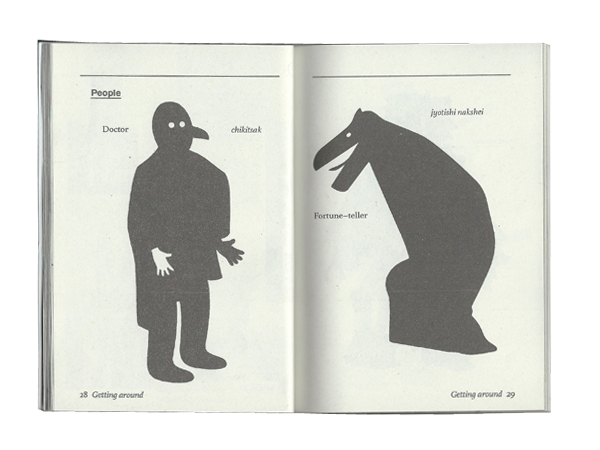 People
Doctor
chikitsak
28 Getting around
jyotishi nakshei
Fortune–teller
Getting around 29